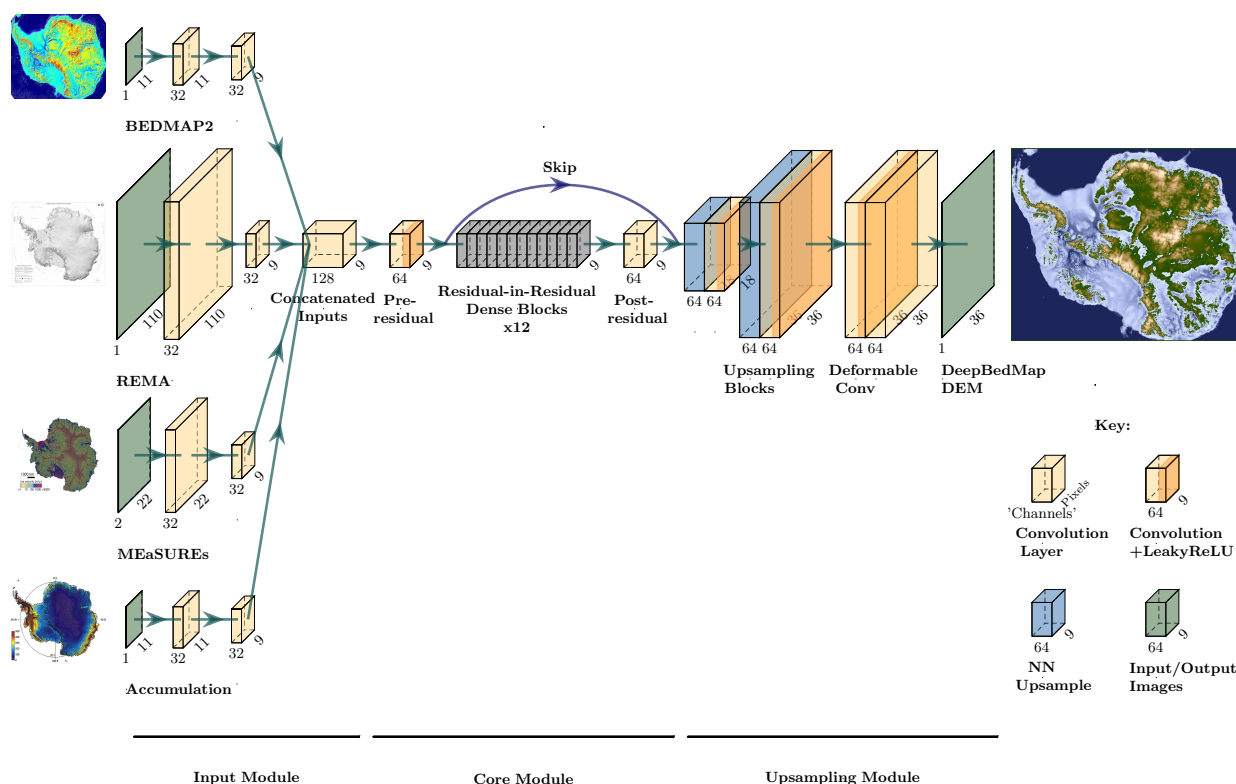 1
11
32
11
32
9
BEDMAP2
1
110
32
110
32
9
REMA
2
22
32
22
32
9
MEaSUREs
1
11
32
11
32
9
Accumulation
128
9
Concatenated
Inputs
64
9
Pre-
residual
Skip
9
Residual-in-Residual
Dense Blocks
x12
64
9
Post-
residual
64 64
18
64 64
36
36
Upsampling
Blocks
64 64
36
36
Deformable
Conv
1
36
DeepBedMap
DEM
Key:
'Channels'
Pixels
Convolution
Layer
64
9
Convolution
+LeakyReLU
64
9
NN
Upsample
64
9
Input/Output
Images
Input Module
Core Module
Upsampling Module